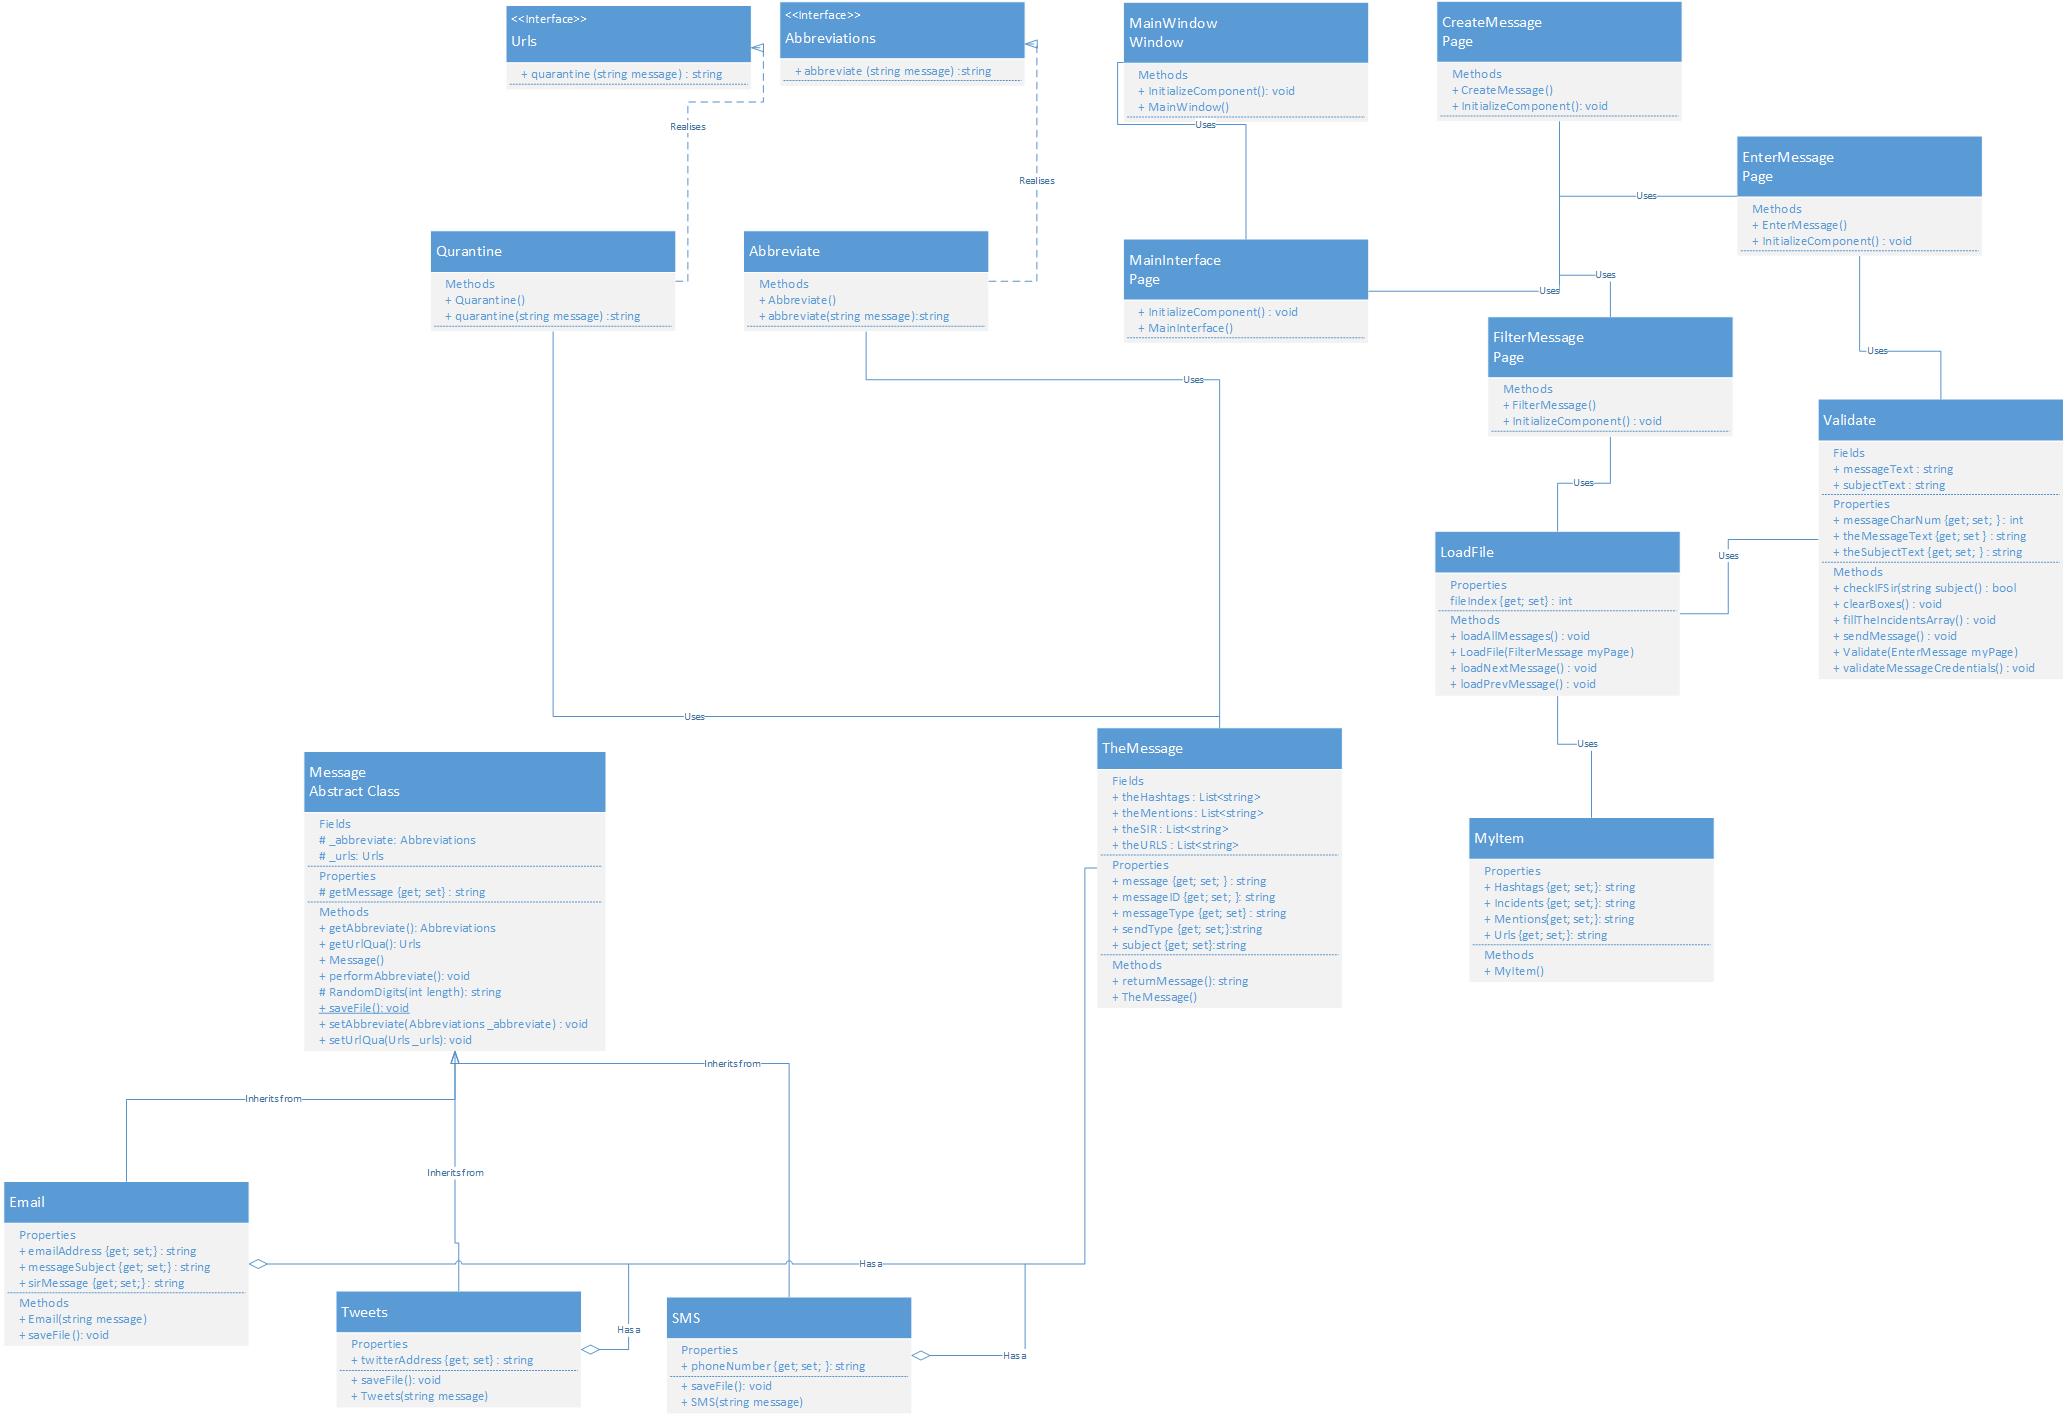 <<Interface>>
Urls
+ quarantine (string message) : string
<<Interface>>
Abbreviations
+ abbreviate (string message) :string
MainWindow
Window
Methods
+ InitializeComponent(): void
+ MainWindow()
Uses
CreateMessage
Page
Methods
+ CreateMessage()
+ InitializeComponent(): void
Realises
Realises
EnterMessage
Page
Methods
+ EnterMessage()
+ InitializeComponent() : void
Uses
Qurantine
Methods
+ Quarantine()
+ quarantine(string message) :string
Abbreviate
Methods
+ Abbreviate()
+ abbreviate(string message):string
MainInterface
Page
+ InitializeComponent() : void
+ MainInterface()
Uses
Uses
FilterMessage
Page
Methods
+ FilterMessage()
+ InitializeComponent() : void
Uses
Uses
Uses
Validate
Fields
+ messageText : string
+ subjectText : string
Properties
+ messageCharNum {get; set; } : int
+ theMessageText {get; set } : string
+ theSubjectText {get; set; } : string
Methods
+ checkIFSir(string subject() : bool
+ clearBoxes() : void
+ fillTheIncidentsArray() : void
+ sendMessage() : void
+ Validate(EnterMessage myPage)
+ validateMessageCredentials() : void
LoadFile
Properties
fileIndex {get; set} : int
Methods
+ loadAllMessages() : void
+ LoadFile(FilterMessage myPage)
+ loadNextMessage() : void
+ loadPrevMessage() : void
Uses
Uses
Uses
Message
Abstract Class
Fields
# _abbreviate: Abbreviations
# _urls: Urls
Properties
# getMessage {get; set} : string
Methods
+ getAbbreviate(): Abbreviations
+ getUrlQua(): Urls
+ Message()
+ performAbbreviate(): void
# RandomDigits(int length): string
+ saveFile(): void
+ setAbbreviate(Abbreviations _abbreviate) : void
+ setUrlQua(Urls _urls): void
TheMessage
Fields
+ theHashtags : List<string>
+ theMentions : List<string>
+ theSIR : List<string>
+ theURLS : List<string>
Properties
+ message {get; set; } : string
+ messageID {get; set; }: string
+ messageType {get; set} : string
+ sendType {get; set;}:string
+ subject {get; set}:string
Methods
+ returnMessage(): string
+ TheMessage()
MyItem
Properties
+ Hashtags {get; set;}: string
+ Incidents {get; set;}: string
+ Mentions{get; set;}: string
+ Urls {get; set;}: string
Methods
+ MyItem()
Inherits from
Inherits from
Inherits from
Email
Properties
+ emailAddress {get; set;} : string
+ messageSubject {get; set;} : string
+ sirMessage {get; set;} : string
Methods
+ Email(string message)
+ saveFile(): void
Has a
Tweets
Properties
+ twitterAddress {get; set} : string
+ saveFile(): void
+ Tweets(string message)
Has a
SMS
Properties
+ phoneNumber {get; set; }: string
+ saveFile(): void
+ SMS(string message)
Has a